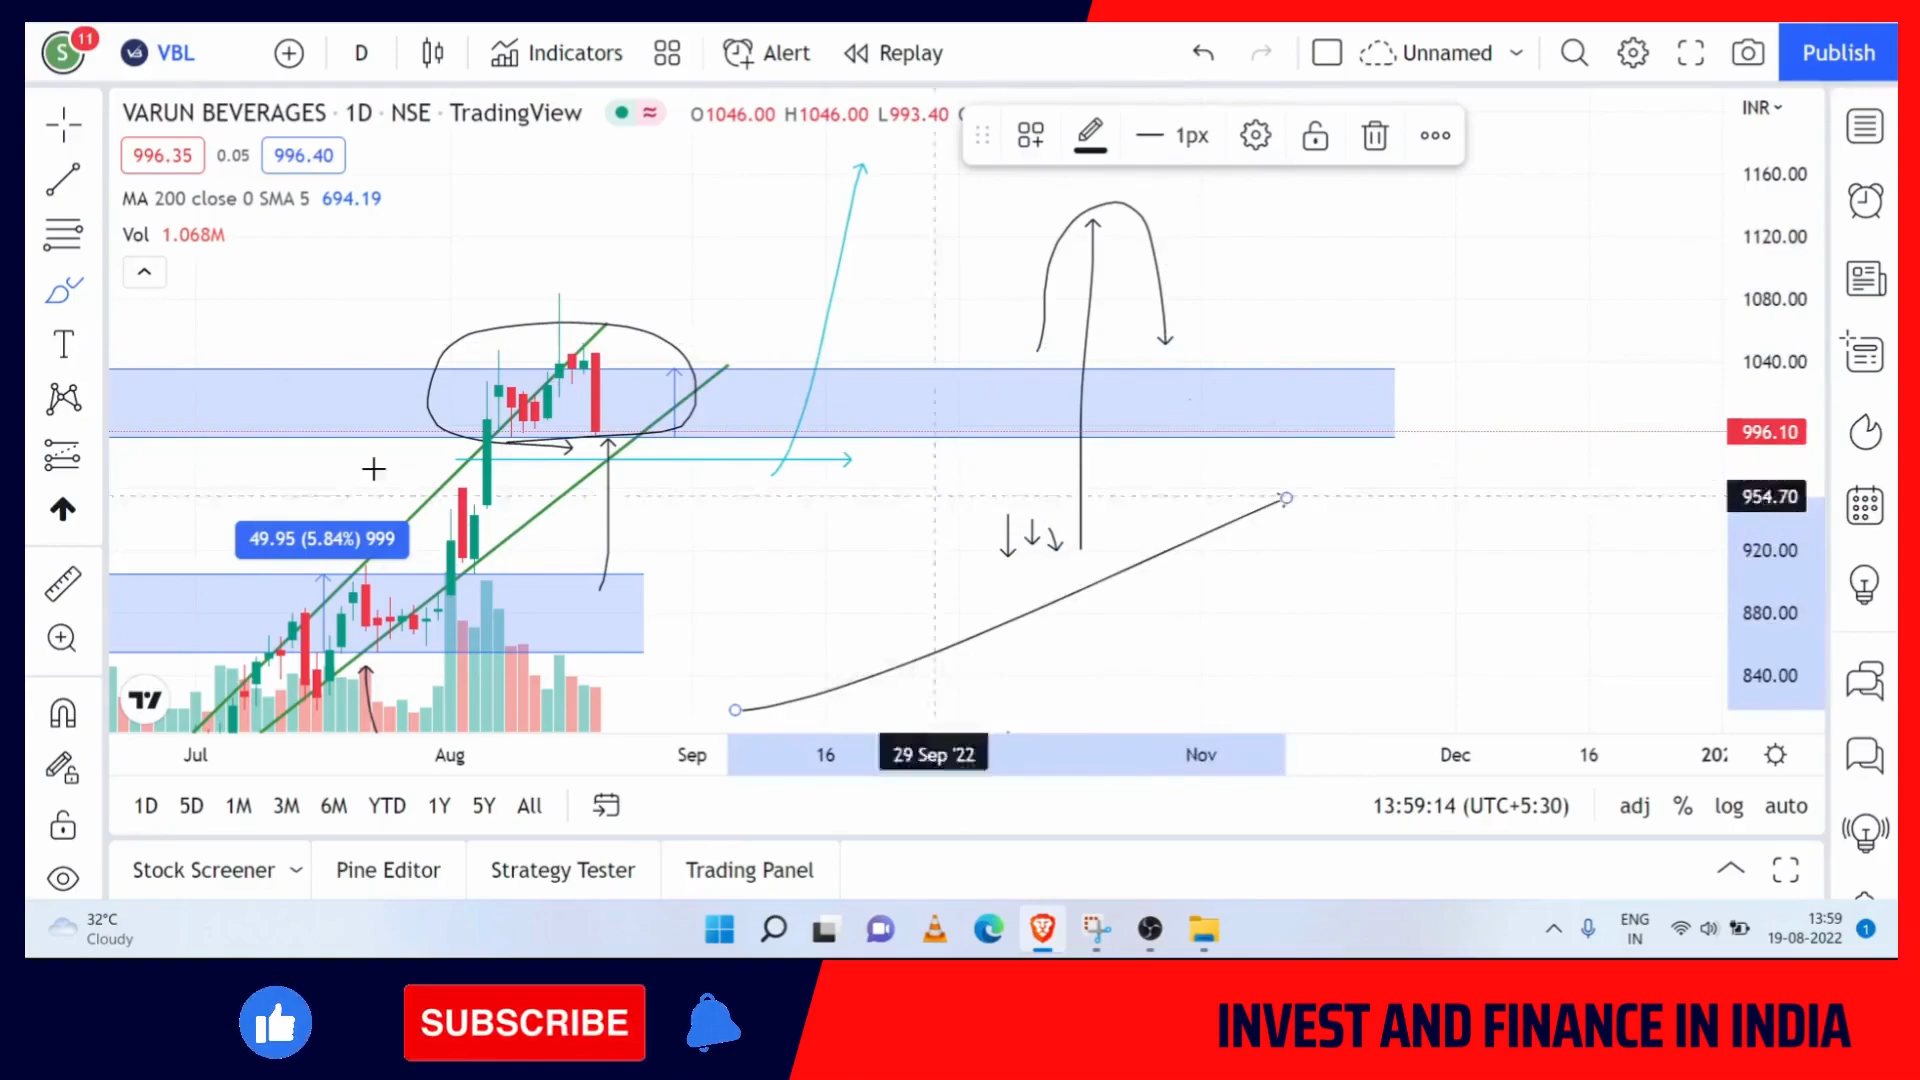 S 11 VBL D Indicators Alert Replay Unnamed Publish
VARUN BEVERAGES · 1D · NSE · TradingView O1046.00 H1046.00 L993.40 1px INR
996.35 0.05 996.40
MA 200 close 0 SMA 5 694.19
Vol 1.068M
1160.00
1120.00
1080.00
1040.00
996.10
954.70
49.95 (5.84%) 999
920.00
880.00
840.00
Jul Aug Sep 16 29 Sep '22 Nov Dec 16
1D 5D 1M 3M 6M YTD 1Y 5Y All 13:59:14 (UTC+5:30) adj % log auto
Stock Screener Pine Editor Strategy Tester Trading Panel
32°C
Cloudy
ENG
IN
13:59
19-08-2022
1
SUBSCRIBE
INVEST AND FINANCE IN INDIA